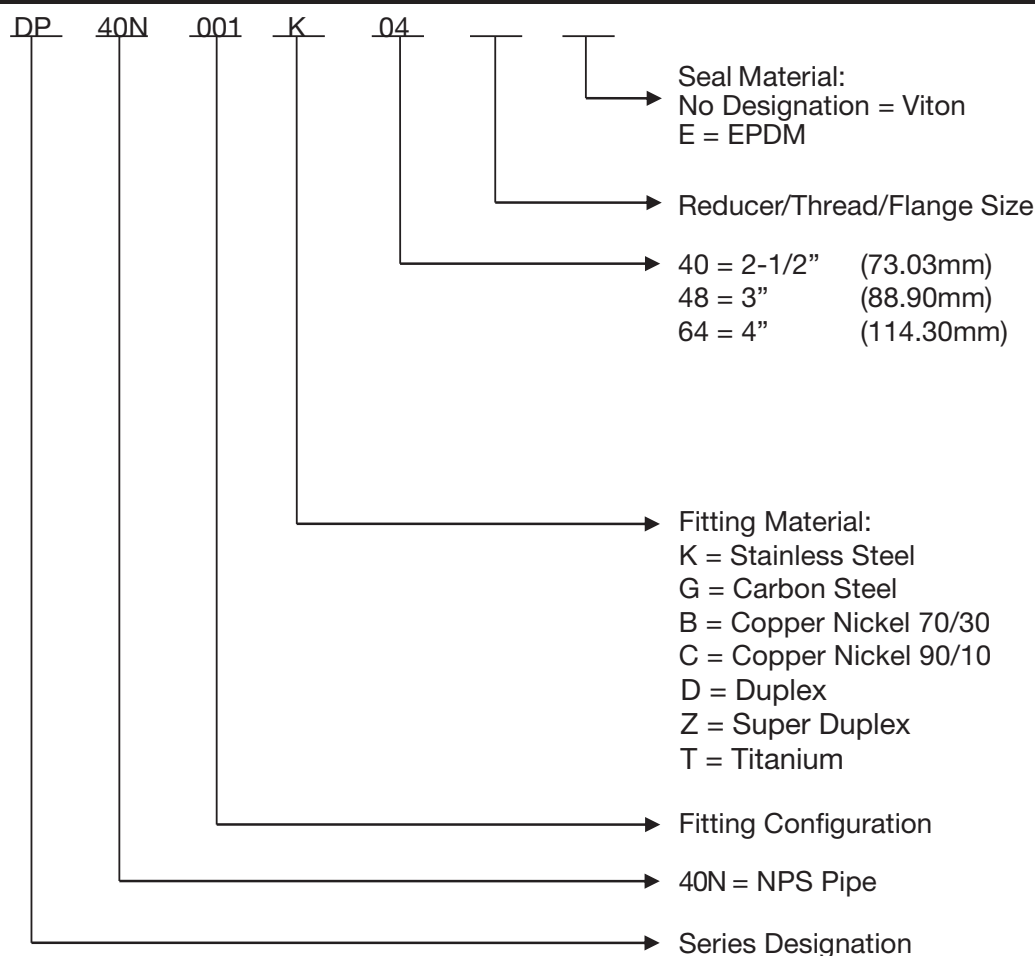 DP 40N 001 K 04
Seal Material:
No Designation = Viton
E = EPDM
Reducer/Thread/Flange Size
40 = 2-1/2” (73.03mm)
48 = 3” (88.90mm)
64 = 4” (114.30mm)
Fitting Material:
K = Stainless Steel
G = Carbon Steel
B = Copper Nickel 70/30
C = Copper Nickel 90/10
D = Duplex
Z = Super Duplex
T = Titanium
Fitting Configuration
40N = NPS Pipe
Series Designation